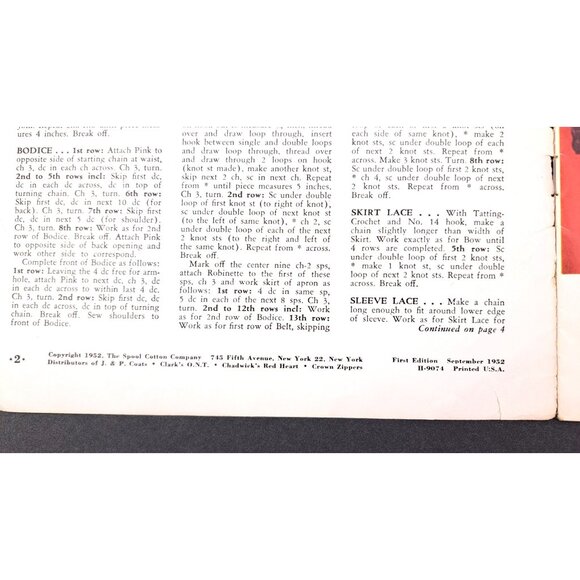 ures 4 inches. Break off.
BODICE . . . 1st row: Attach Pink to
opposite side of starting chain at waist,
ch 3, dc in each ch across. Ch 3, turn.
2nd to 5th rows incl: Skip first dc,
dc in each dc across, dc in top of
turning chain. Ch 3, turn. 6th row:
Skip first dc, dc in next 10 dc (for
back). Ch 3, turn. 7th row: Skip first
dc, dc in next 5 dc (for shoulder).
Ch 3, turn. 8th row: Work as for 2nd
row of Bodice. Break off. Attach Pink
to opposite side of back opening and
work other side to correspond.
Complete front of Bodice as follows:
1st row: Leaving the 4 dc free for arm-
hole, attach Pink to next dc, ch 3, dc
in each dc across to within last 4 dc.
Ch 3, turn. 2nd row: Skip first dc, dc
in each dc across, dc in top of turning
chain. Break off. Sew shoulders to
front of Bodice.
over and draw loop through, insert
hook between single and double loops
and draw loop through, thread over
and draw through 2 loops on hook
(knot st made), make another knot st,
skip next 2 ch, sc in next ch. Repeat
from * until piece measures 5 inches.
Ch 3, turn. 2nd row: Sc under double
loop of first knot st (to right of knot),
sc under double loop of next knot st
(to the left of same knot), * ch 2, sc
under double loop of each of the next
2 knot sts (to the right and left of
the same knot). Repeat from * across.
Break off.
Mark off the center nine ch-2 sps,
attach Robinette to the first of these
sps, ch 3 and work skirt of apron as
follows: 1st row: 4 dc in same sp,
5 dc in each of the next 8 sps. Ch 3,
turn. 2nd to 12th rows incl: Work
as for 2nd row of Bodice. 13th row:
Work as for first row of Belt, skipping
each side of same knot), * make 2
knot sts, sc under double loop of each
of next 2 knot sts. Repeat from *
across. Make 3 knot sts. Turn. 8th row:
Sc under double loop of first 2 knot sts,
* ch 4, sc under double loop of next
2 knot sts. Repeat from * across.
Break off.
SKIRT LACE . . . With Tatting-
Crochet and No. 14 hook, make a
chain slightly longer than width of
Skirt. Work exactly as for Bow until
4 rows are completed. 5th row: Sc
under double loop of first 2 knot sts,
* make 1 knot st, sc under double
loop of next 2 knot sts. Repeat from *
across. Break off.
SLEEVE LACE . . . Make a chain
long enough to fit around lower edge
of sleeve. Work as for Skirt Lace for
Continued on page 4
•2•
Copyright 1952, The Spool Cotton Company 745 Fifth Avenue, New York 22, New York
Distributors of J. & P. Coats • Clark's O.N.T. • Chadwick's Red Heart • Crown Zippers
First Edition September 1952
H-9074 Printed U.S.A.